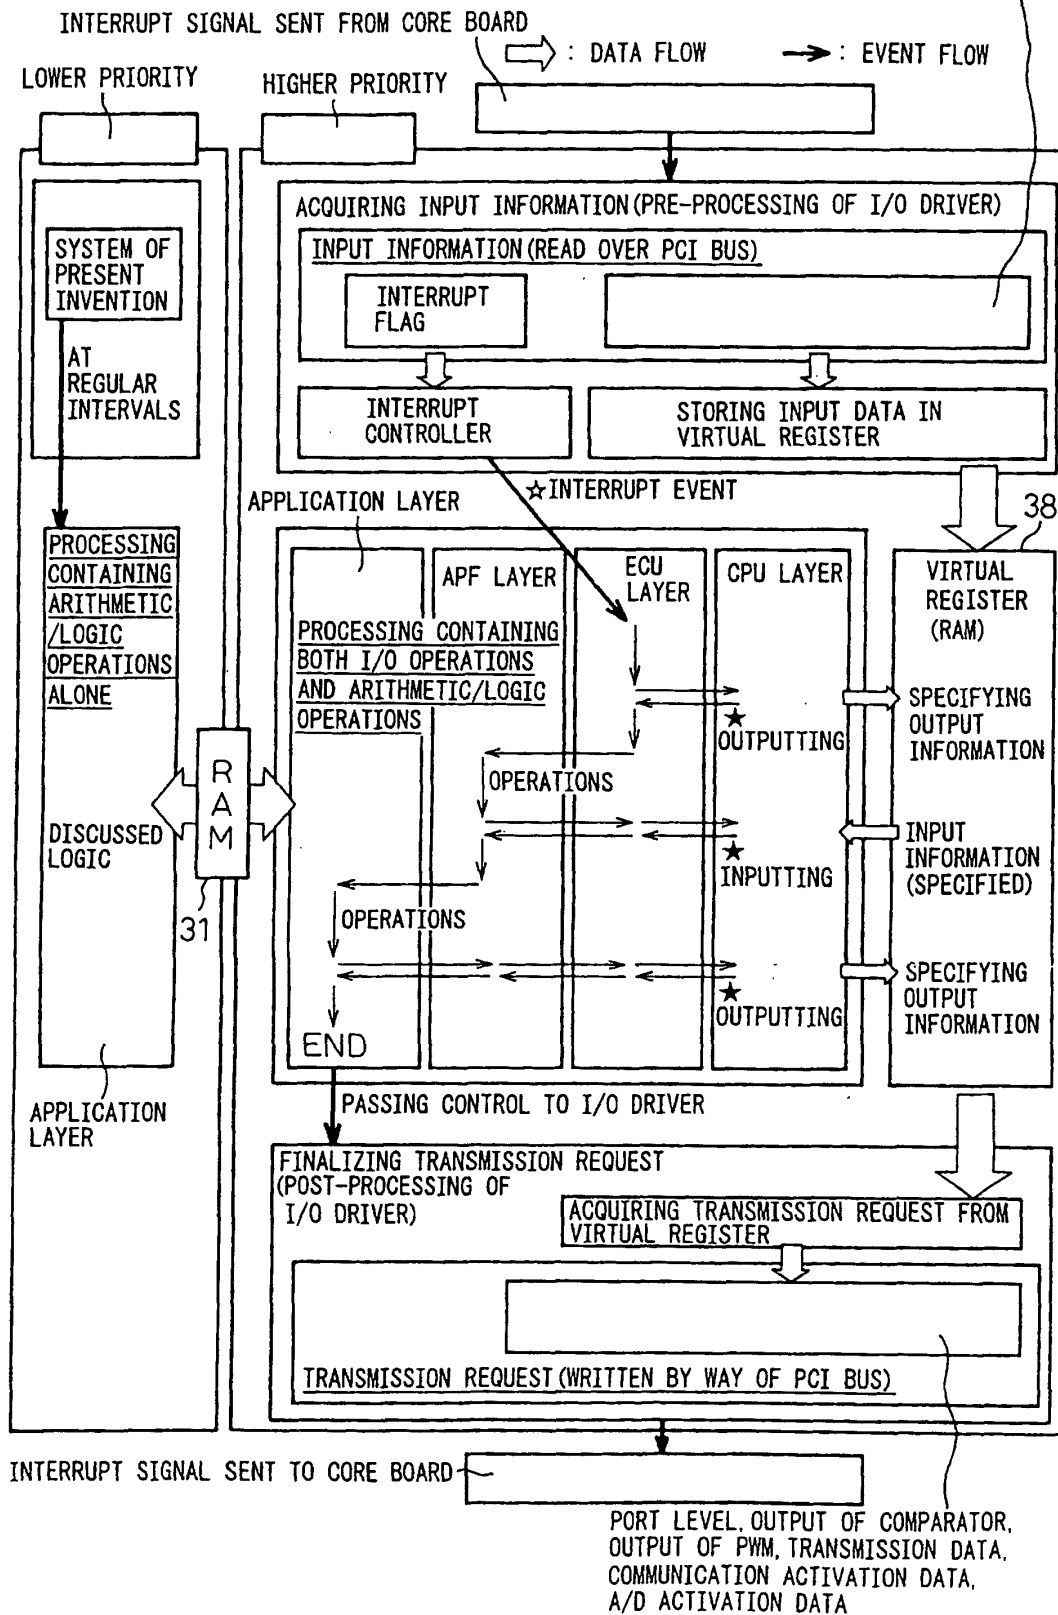 INTERRUPT SIGNAL SENT FROM CORE BOARD
: DATA FLOW
: EVENT FLOW
LOWER PRIORITY
HIGHER PRIORITY
ACQUIRING INPUT INFORMATION(PRE-PROCESSING OF I/O DRIVER)
INPUT INFORMATION(READ OVER PCI BUS)
SYSTEM OF
PRESENT
INVENTION
INTERRUPT
FLAG
AT
REGULAR
INTERVALS
INTERRUPT
CONTROLLER
STORING INPUT DATA IN
VIRTUAL REGISTER
☆INTERRUPT EVENT
APPLICATION LAYER
38
PROCESSING
CONTAINING
ARITHMETIC
/LOGIC
OPERATIONS
ALONE
APF LAYER
ECU
LAYER
CPU LAYER
VIRTUAL
REGISTER
(RAM)
PROCESSING CONTAINING
BOTH I/O OPERATIONS
AND ARITHMETIC/LOGIC
OPERATIONS
★
OUTPUTTING
SPECIFYING
OUTPUT
INFORMATION
OPERATIONS
RAM
DISCUSSED
LOGIC
★
INPUTTING
INPUT
INFORMATION
(SPECIFIED)
31
OPERATIONS
★
OUTPUTTING
SPECIFYING
OUTPUT
INFORMATION
END
APPLICATION
LAYER
PASSING CONTROL TO I/O DRIVER
FINALIZING TRANSMISSION REQUEST
(POST-PROCESSING OF
I/O DRIVER)
ACQUIRING TRANSMISSION REQUEST FROM
VIRTUAL REGISTER
TRANSMISSION REQUEST(WRITTEN BY WAY OF PCI BUS)
INTERRUPT SIGNAL SENT TO CORE BOARD
PORT LEVEL, OUTPUT OF COMPARATOR,
OUTPUT OF PWM, TRANSMISSION DATA,
COMMUNICATION ACTIVATION DATA,
A/D ACTIVATION DATA